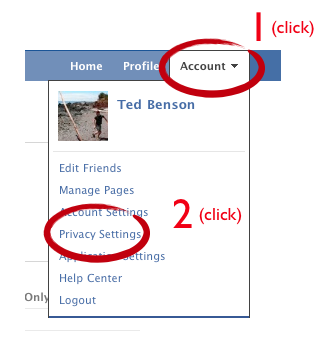 1 (click)
Home Profile Account
Ted Benson
Edit Friends
Manage Pages
Account Settings
2 (click)
Privacy Settings
Application Settings
Help Center
Only
Logout